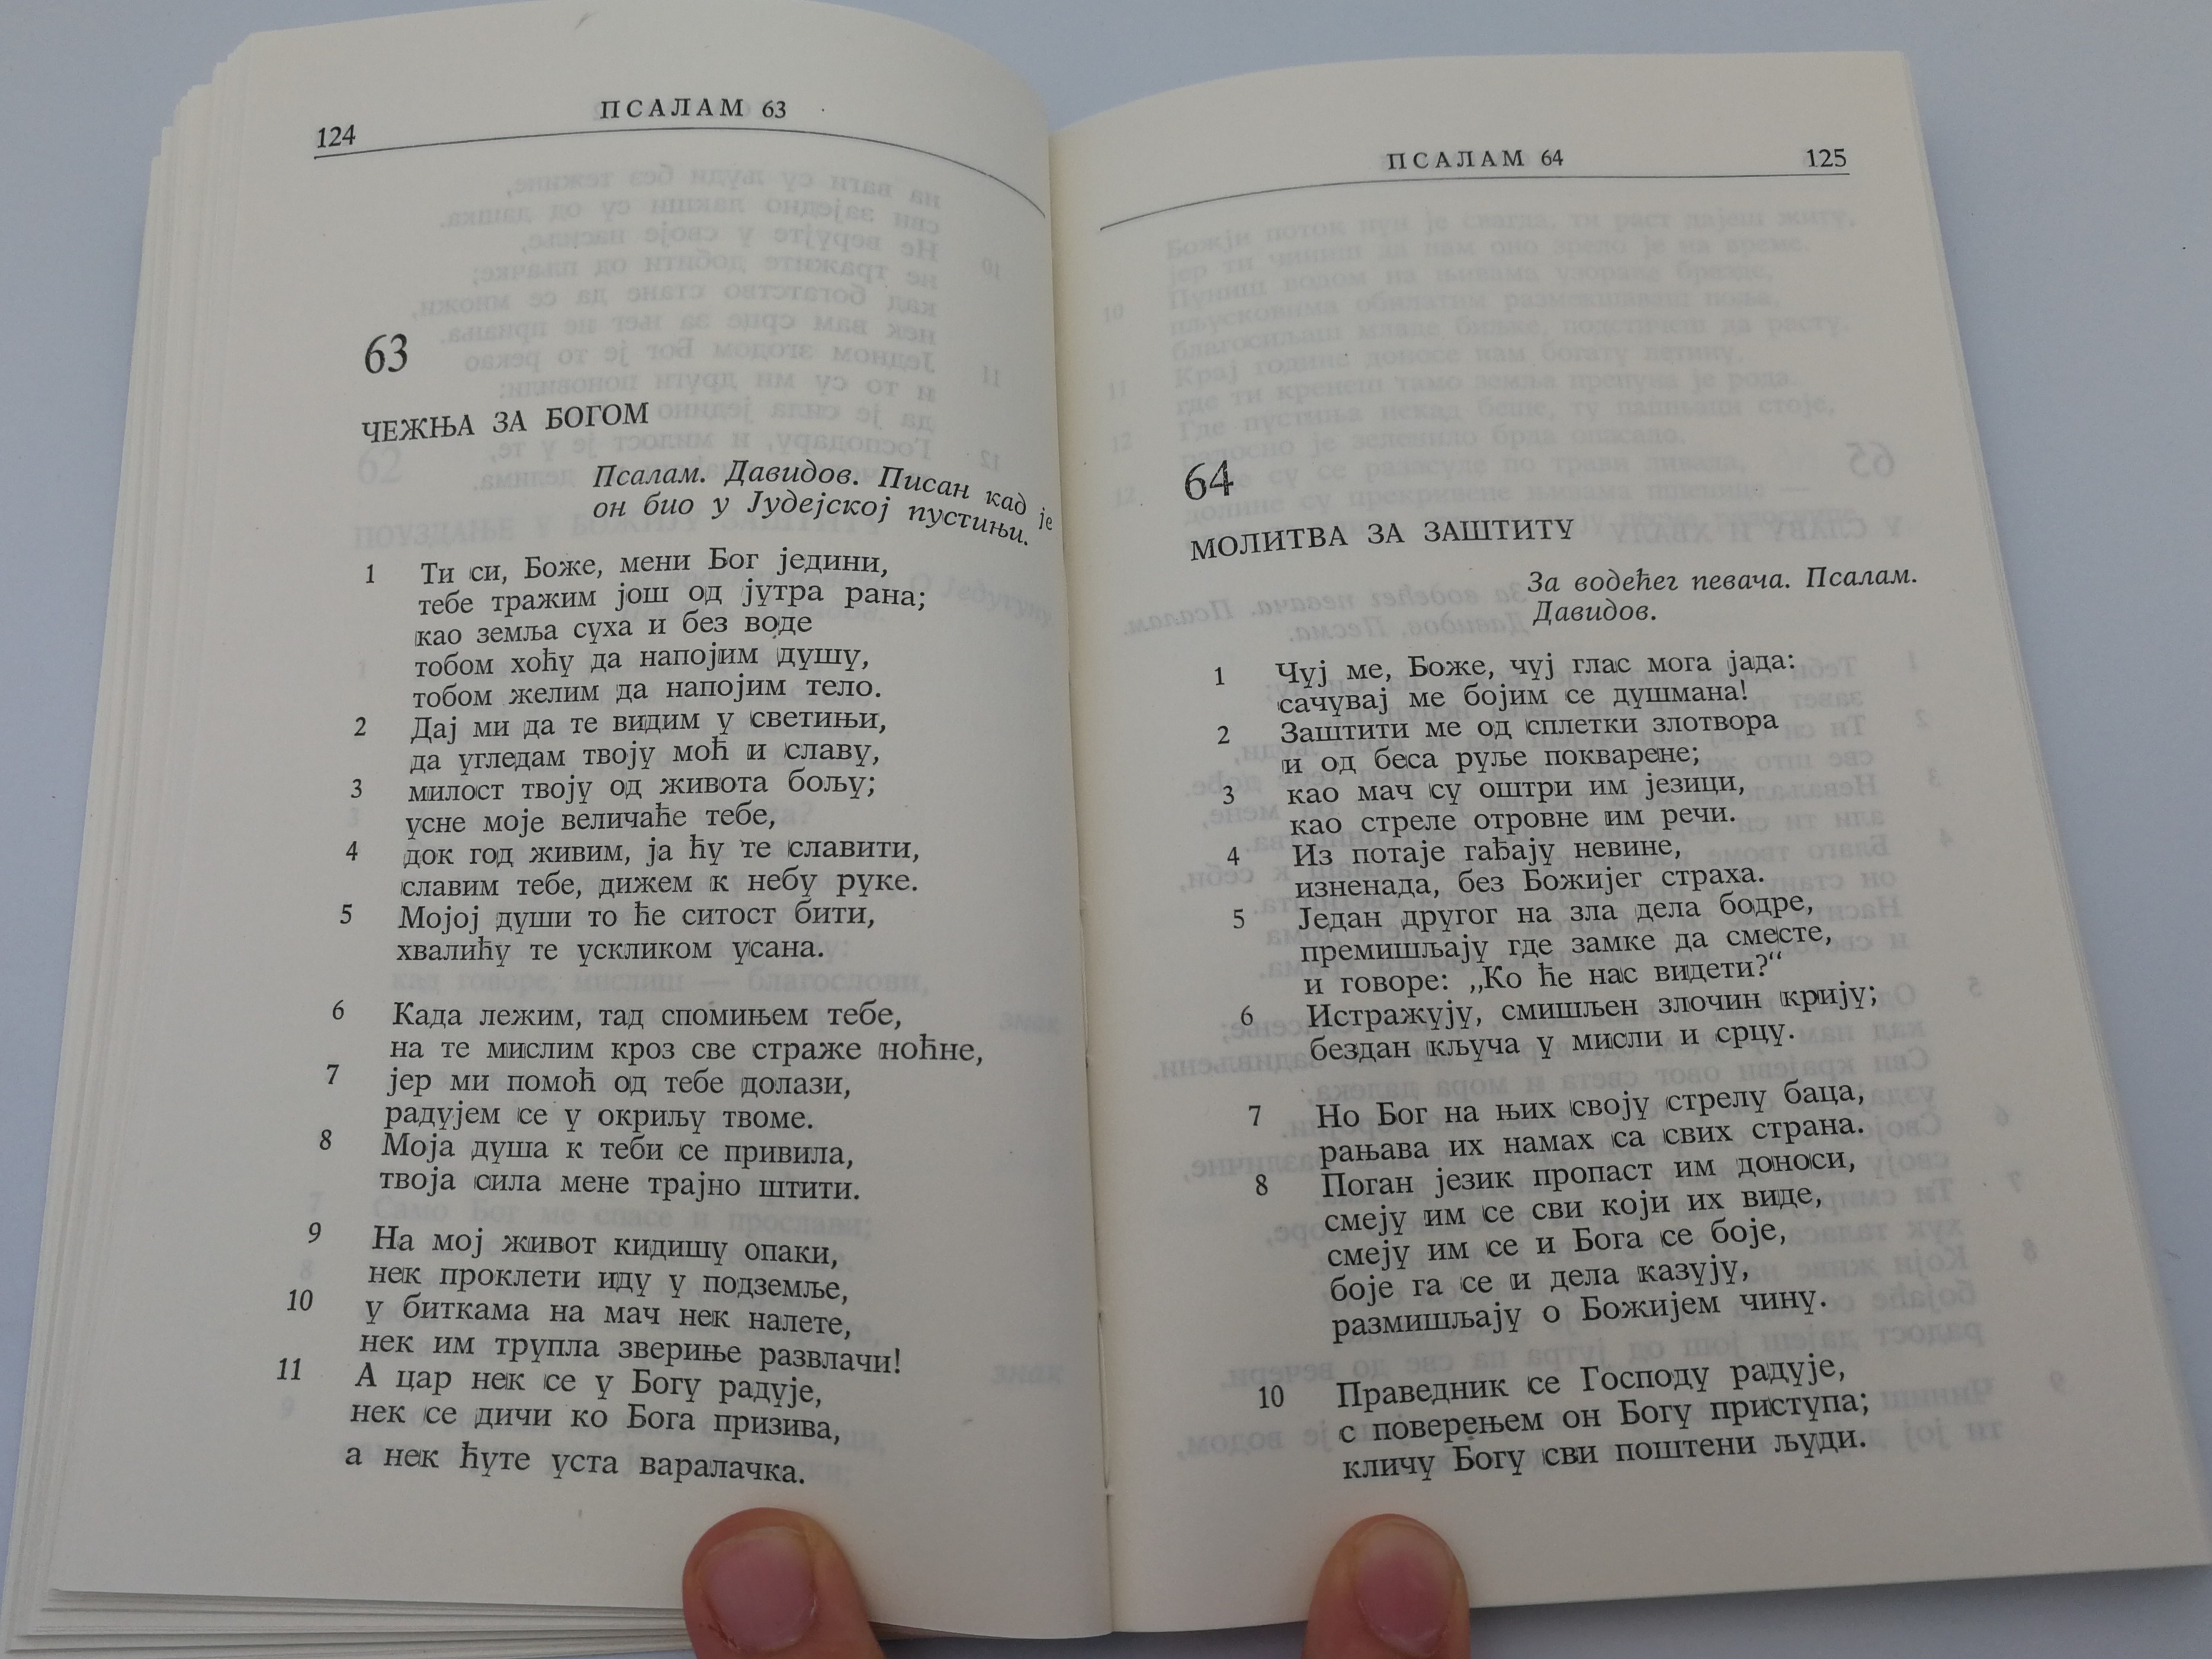 124
ПСАЛАМ 63
63
ЧЕЖЊА ЗА БОГОМ
Псалам. Давидов. Писан кад је
он био у Јудејској пустињи.
1 Ти си, Боже, мени Бог једини,
тебе тражим још од јутра рана;
као земља суха и без воде
тобом хоћу да напојим душу,
тобом желим да напојим тело.
2 Дај ми да те видим у светињи,
да угледам твоју моћ и славу,
3 милост твоју од живота бољу;
усне моје величаће тебе,
4 док год живим, ја ћу те славити,
славим тебе, дижем к небу руке.
5 Мојој души то ће ситост бити,
хвалићу те ускликом усана.
6 Када лежим, тад спомињем тебе,
на те мислим кроз све страже ноћне,
7 јер ми помоћ од тебе долази,
радујем се у окриљу твоме.
8 Моја душа к теби се привила,
твоја сила мене трајно штити.
9 На мој живот кидишу опаки,
нек проклети иду у подземље,
10 у биткама на мач нек налете,
нек им трупла звериње развлачи!
11 А цар нек се у Богу радује,
нек се дичи ко Бога призива,
а нек ћуте уста варалачка.
ПСАЛАМ 64
125
64
МОЛИТВА ЗА ЗАШТИТУ
За водећег певача. Псалам.
Давидов.
1 Чуј ме, Боже, чуј глас мога јада:
сачувај ме бојим се душмана!
2 Заштити ме од сплетки злотвора
и од беса руље покварене;
3 као мач су оштри им језици,
као стреле отровне им речи.
4 Из потаје гађају невине,
изненада, без Божијег страха.
5 Један другог на зла дела бодре,
премишљају где замке да сместе,
и говоре: „Ко ће нас видети?“
6 Истражују, смишљен злочин крију;
бездан кључа у мисли и срцу.
7 Но Бог на њих своју стрелу баца,
рањава их намах са свих страна.
8 Поган језик пропаст им доноси,
смеју им се сви који их виде,
смеју им се и Бога се боје,
боје га се и дела казују,
размишљају о Божијем чину.
10 Праведник се Господу радује,
с поверењем он Богу приступа;
кличу Богу сви поштени људи.